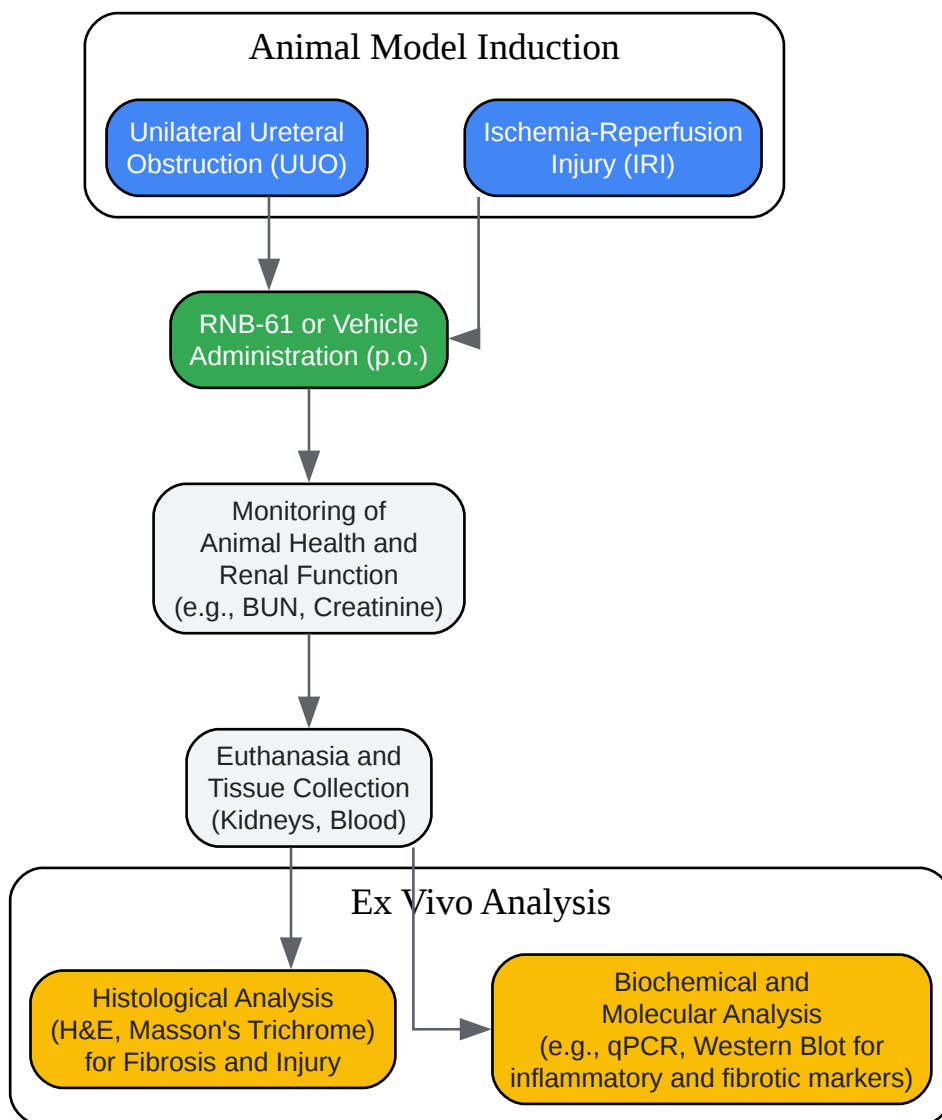 Animal Model Induction
Unilateral Ureteral
Obstruction (UUO)
Ischemia-Reperfusion
Injury (IRI)
RNB-61 or Vehicle
Administration (p.o.)
Monitoring of
Animal Health and
Renal Function
(e.g., BUN, Creatinine)
Euthanasia and
Tissue Collection
(Kidneys, Blood)
Ex Vivo Analysis
Histological Analysis
(H&E, Masson's Trichrome)
for Fibrosis and Injury
Biochemical and
Molecular Analysis
(e.g., qPCR, Western Blot for
inflammatory and fibrotic markers)